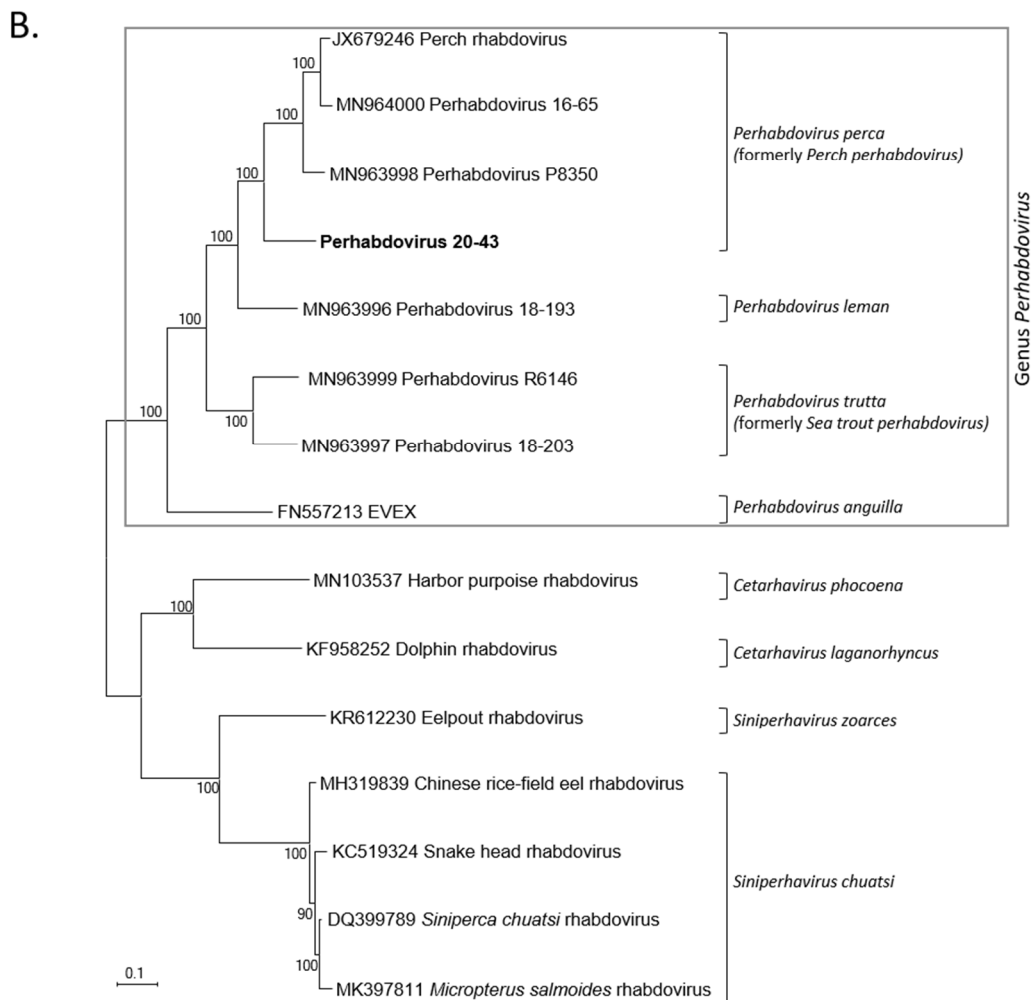 B.
JX679246 Perch rhabdovirus
100
MN964000 Perhabdovirus 16-65
100
Perhabdovirus perca
(formerly Perch perhabdovirus)
MN963998 Perhabdovirus P8350
100
Perhabdovirus 20-43
100
MN963996 Perhabdovirus 18-193
Perhabdovirus leman
100
MN963999 Perhabdovirus R6146
Perhabdovirus trutta
(formerly Sea trout perhabdovirus)
100
100
MN963997 Perhabdovirus 18-203
FN557213 EVEX
Perhabdovirus anguilla
Genus Perhabdovirus
MN103537 Harbor purpoise rhabdovirus
Cetarhavirus phocoena
100
KF958252 Dolphin rhabdovirus
Cetarhavirus laganorhyncus
KR612230 Eelpout rhabdovirus
Siniperhavirus zoarces
100
MH319839 Chinese rice-field eel rhabdovirus
100
KC519324 Snake head rhabdovirus
Siniperhavirus chuatsi
90
DQ399789 Siniperca chuatsi rhabdovirus
100
0.1
MK397811 Micropterus salmoides rhabdovirus